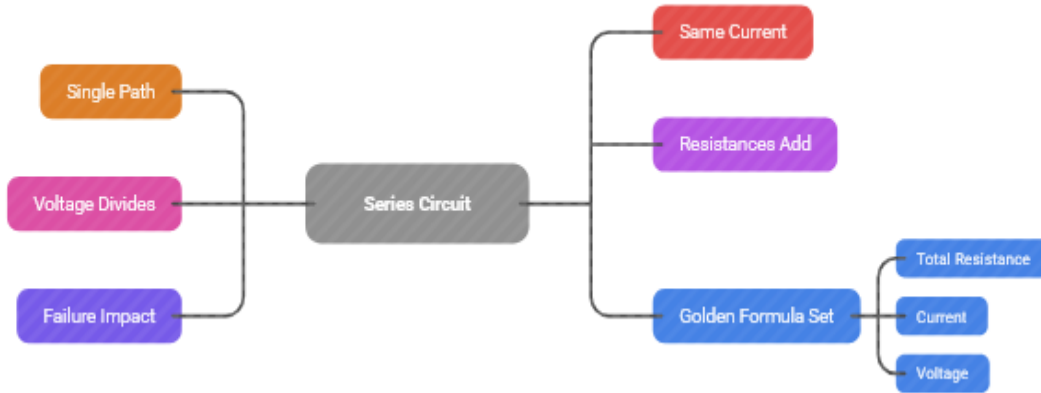 Same Current
Single Path
Resistances Add
Series Circuit
Voltage Divides
Total Resistance
Failure Impact
Golden Formula Set
Current
Voltage